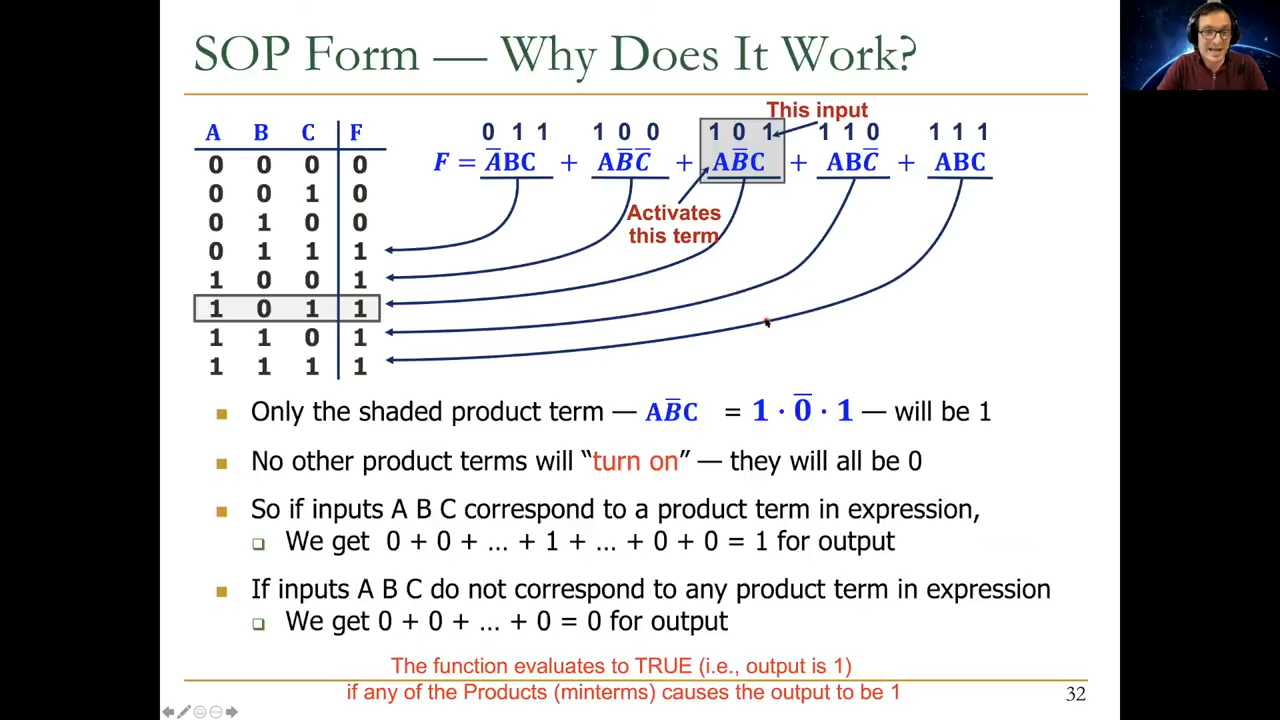 SOP Form — Why Does It Work?
This input
A B C F
0 0 0 0
0 0 1 0
0 1 0 0
0 1 1 1
1 0 0 1
1 0 1 1
1 1 0 1
1 1 1 1
0 1 1 1 0 0 1 0 1 1 1 0 1 1 1
F = A̅BC + AB̅C̅ + AB̅C + ABC̅ + ABC
Activates
this term
Only the shaded product term — AB̅C = 1 · 0̅ · 1 — will be 1
No other product terms will “turn on” — they will all be 0
So if inputs A B C correspond to a product term in expression,
We get 0 + 0 + … + 1 + … + 0 + 0 = 1 for output
If inputs A B C do not correspond to any product term in expression
We get 0 + 0 + … + 0 = 0 for output
The function evaluates to TRUE (i.e., output is 1)
if any of the Products (minterms) causes the output to be 1
32